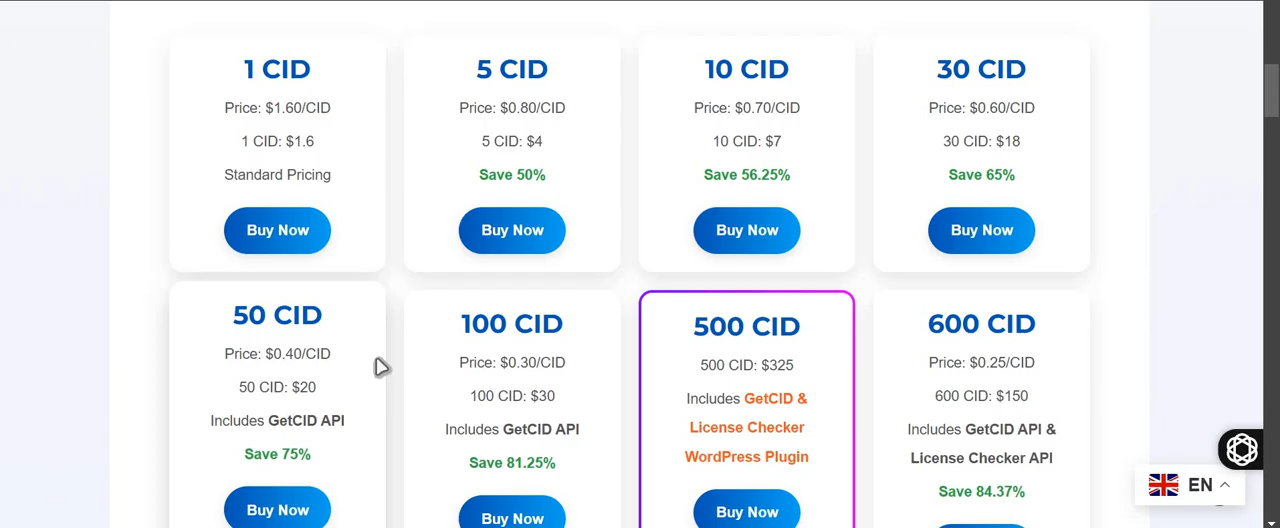 1 CID
Price: $1.60/CID
1 CID: $1.6
Standard Pricing
Buy Now
5 CID
Price: $0.80/CID
5 CID: $4
Save 50%
Buy Now
10 CID
Price: $0.70/CID
10 CID: $7
Save 56.25%
Buy Now
30 CID
Price: $0.60/CID
30 CID: $18
Save 65%
Buy Now
50 CID
Price: $0.40/CID
50 CID: $20
Includes GetCID API
Save 75%
Buy Now
100 CID
Price: $0.30/CID
100 CID: $30
Includes GetCID API
Save 81.25%
Buy Now
500 CID
500 CID: $325
Includes GetCID &
License Checker
WordPress Plugin
Buy Now
600 CID
Price: $0.25/CID
600 CID: $150
Includes GetCID API &
License Checker API
Save 84.37%
EN